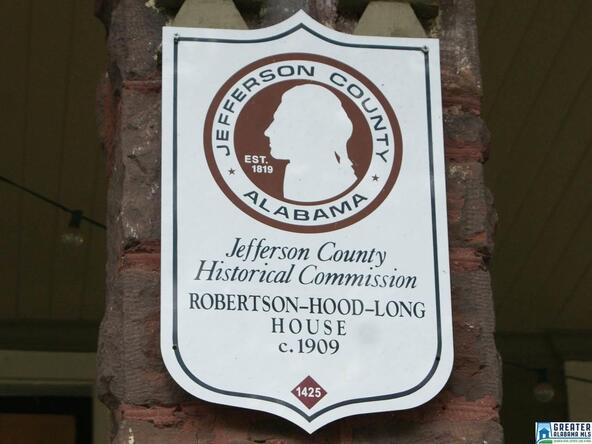 JEFFERSON COUNTY
EST.
1819
ALABAMA
Jefferson County
Historical Commission
ROBERTSON-HOOD-LONG
HOUSE
c.1909
1425
GREATER
ALABAMA MLS